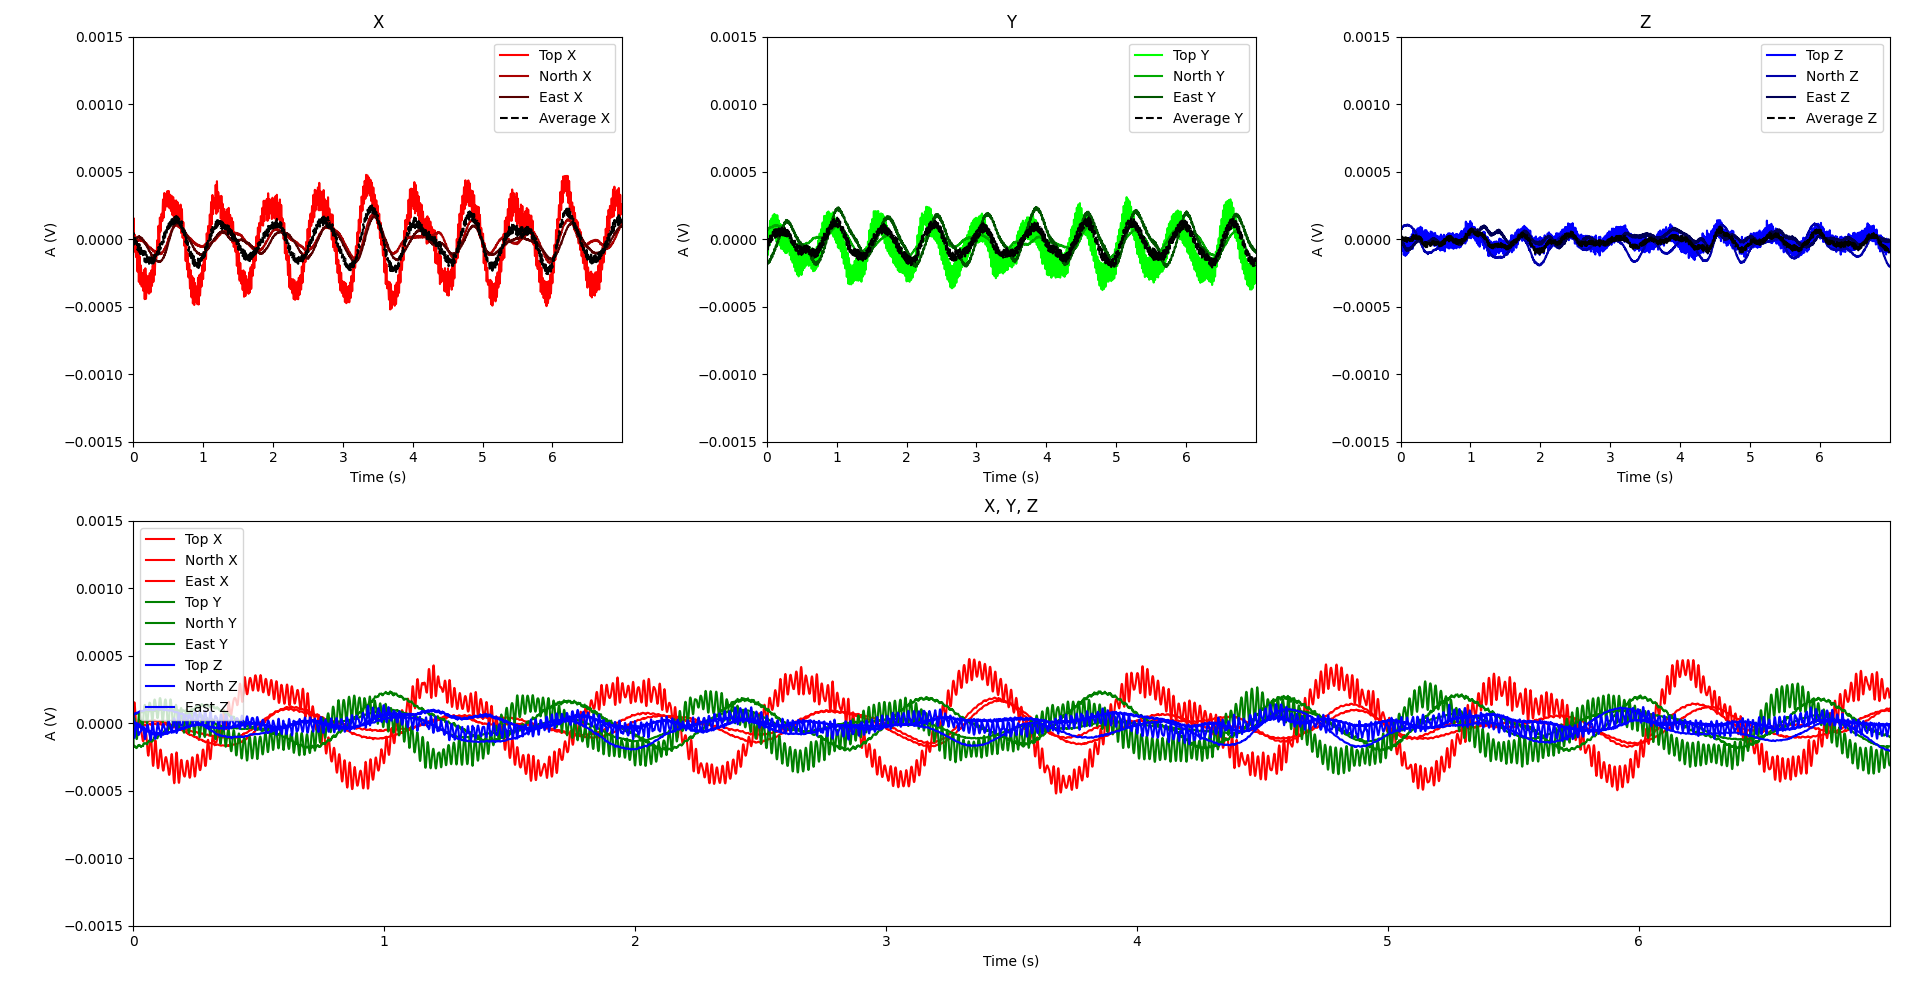 X
0.0015
0.0010
0.0005
0.0000
−0.0005
−0.0010
−0.0015
A (V)
0 1 2 3 4 5 6
Time (s)
Top X
North X
East X
Average X
Y
0.0015
0.0010
0.0005
0.0000
−0.0005
−0.0010
−0.0015
A (V)
0 1 2 3 4 5 6
Time (s)
Top Y
North Y
East Y
Average Y
Z
0.0015
0.0010
0.0005
0.0000
−0.0005
−0.0010
−0.0015
A (V)
0 1 2 3 4 5 6
Time (s)
Top Z
North Z
East Z
Average Z
X, Y, Z
0.0015
0.0010
0.0005
0.0000
−0.0005
−0.0010
−0.0015
A (V)
0 1 2 3 4 5 6
Time (s)
Top X
North X
East X
Top Y
North Y
East Y
Top Z
North Z
East Z